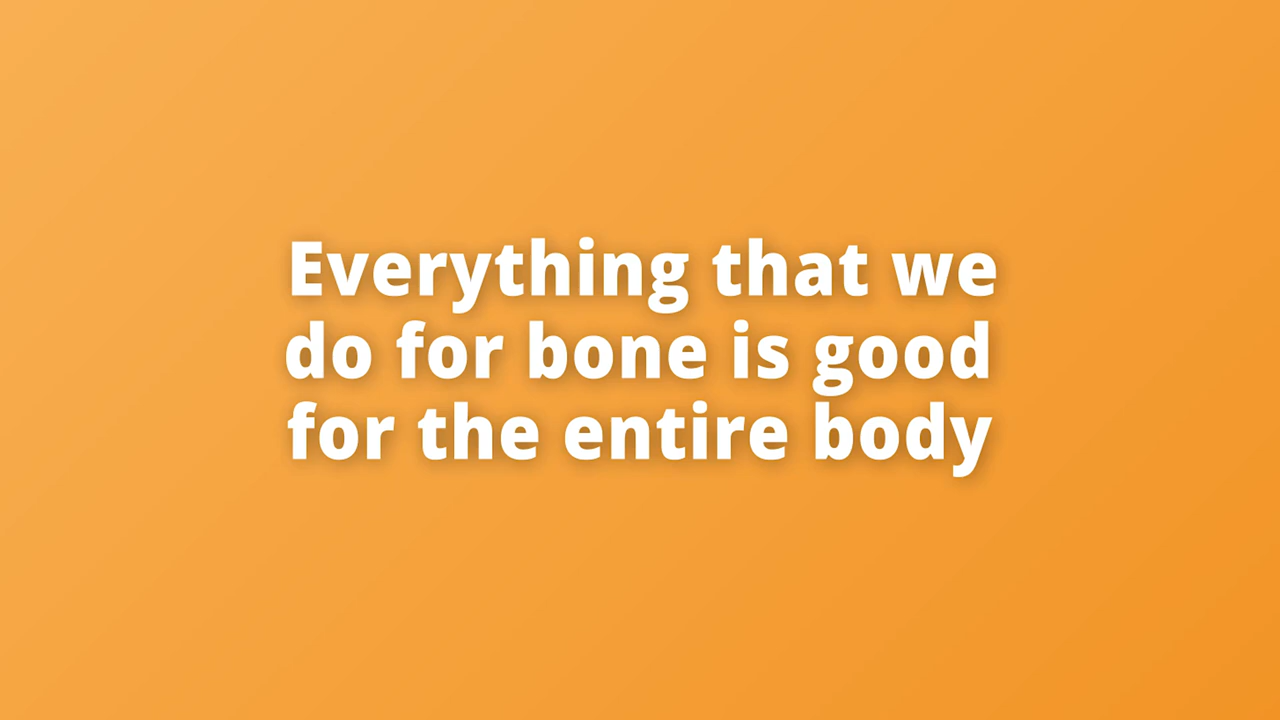 Everything that we
do for bone is good
for the entire body